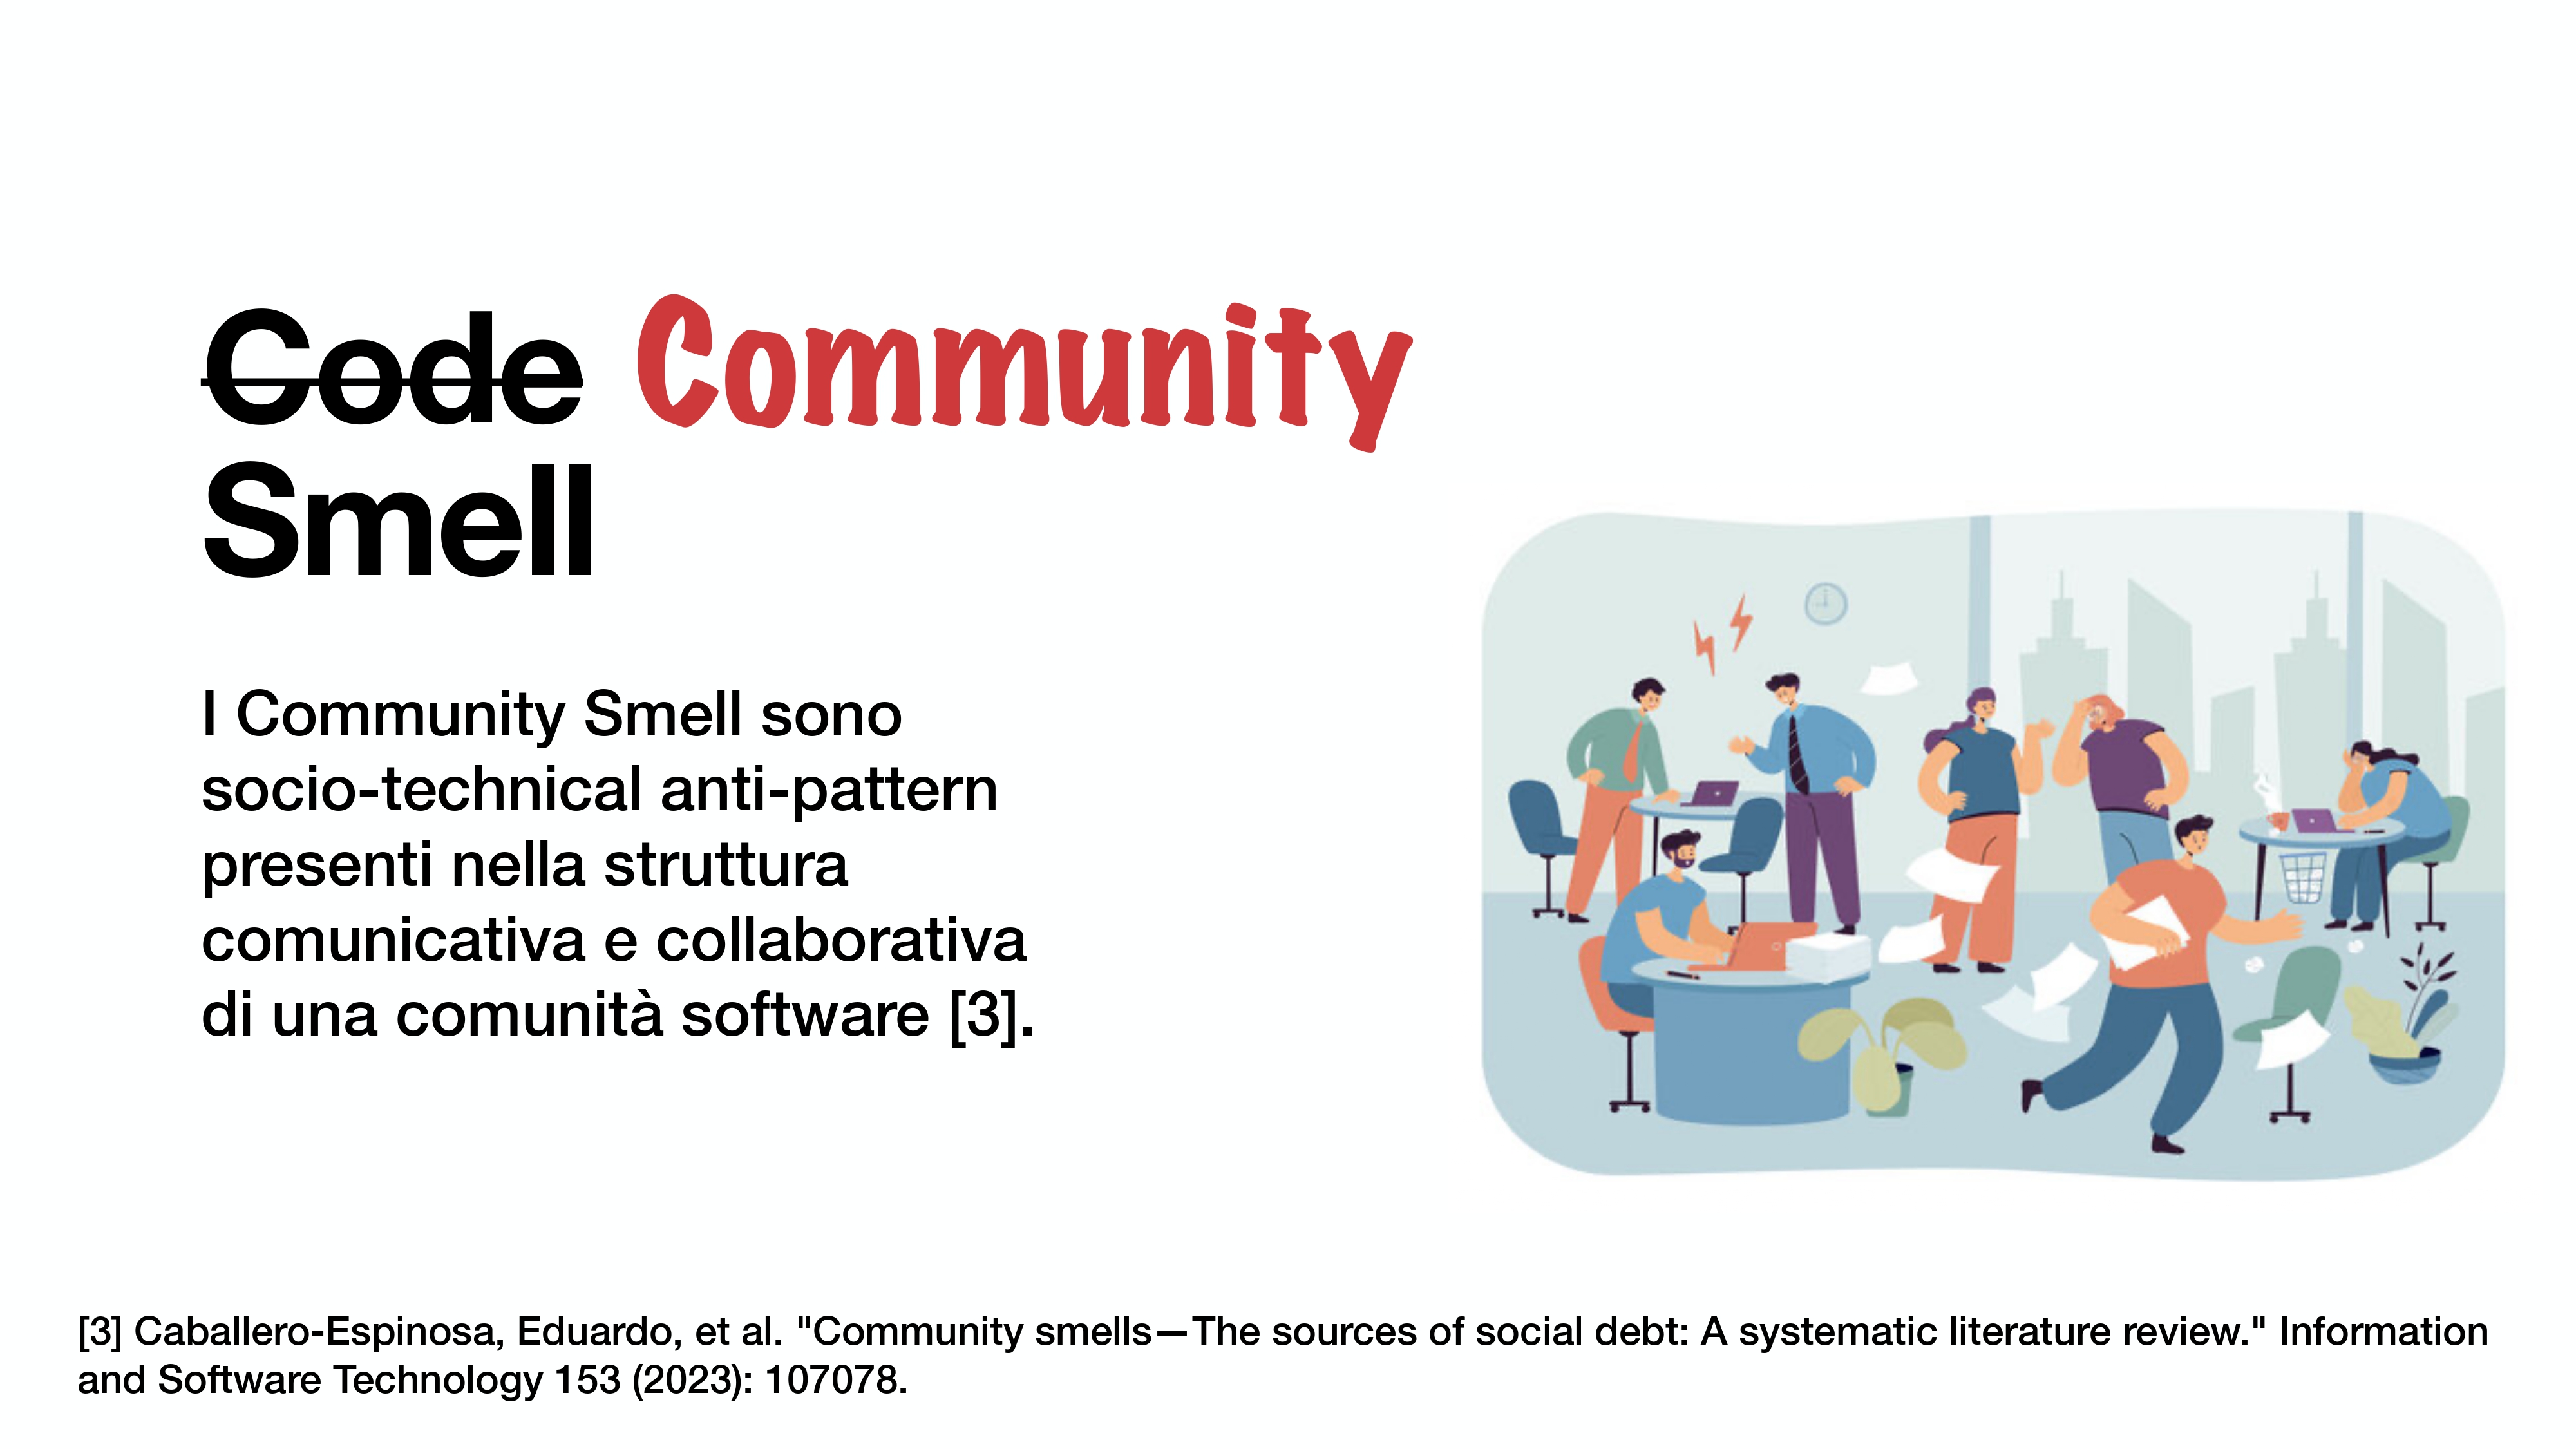 Code Community
Smell
I Community Smell sono
socio-technical anti-pattern
presenti nella struttura
comunicativa e collaborativa
di una comunità software [3].
[3] Caballero-Espinosa, Eduardo, et al. "Community smells—The sources of social debt: A systematic literature review." Information
and Software Technology 153 (2023): 107078.